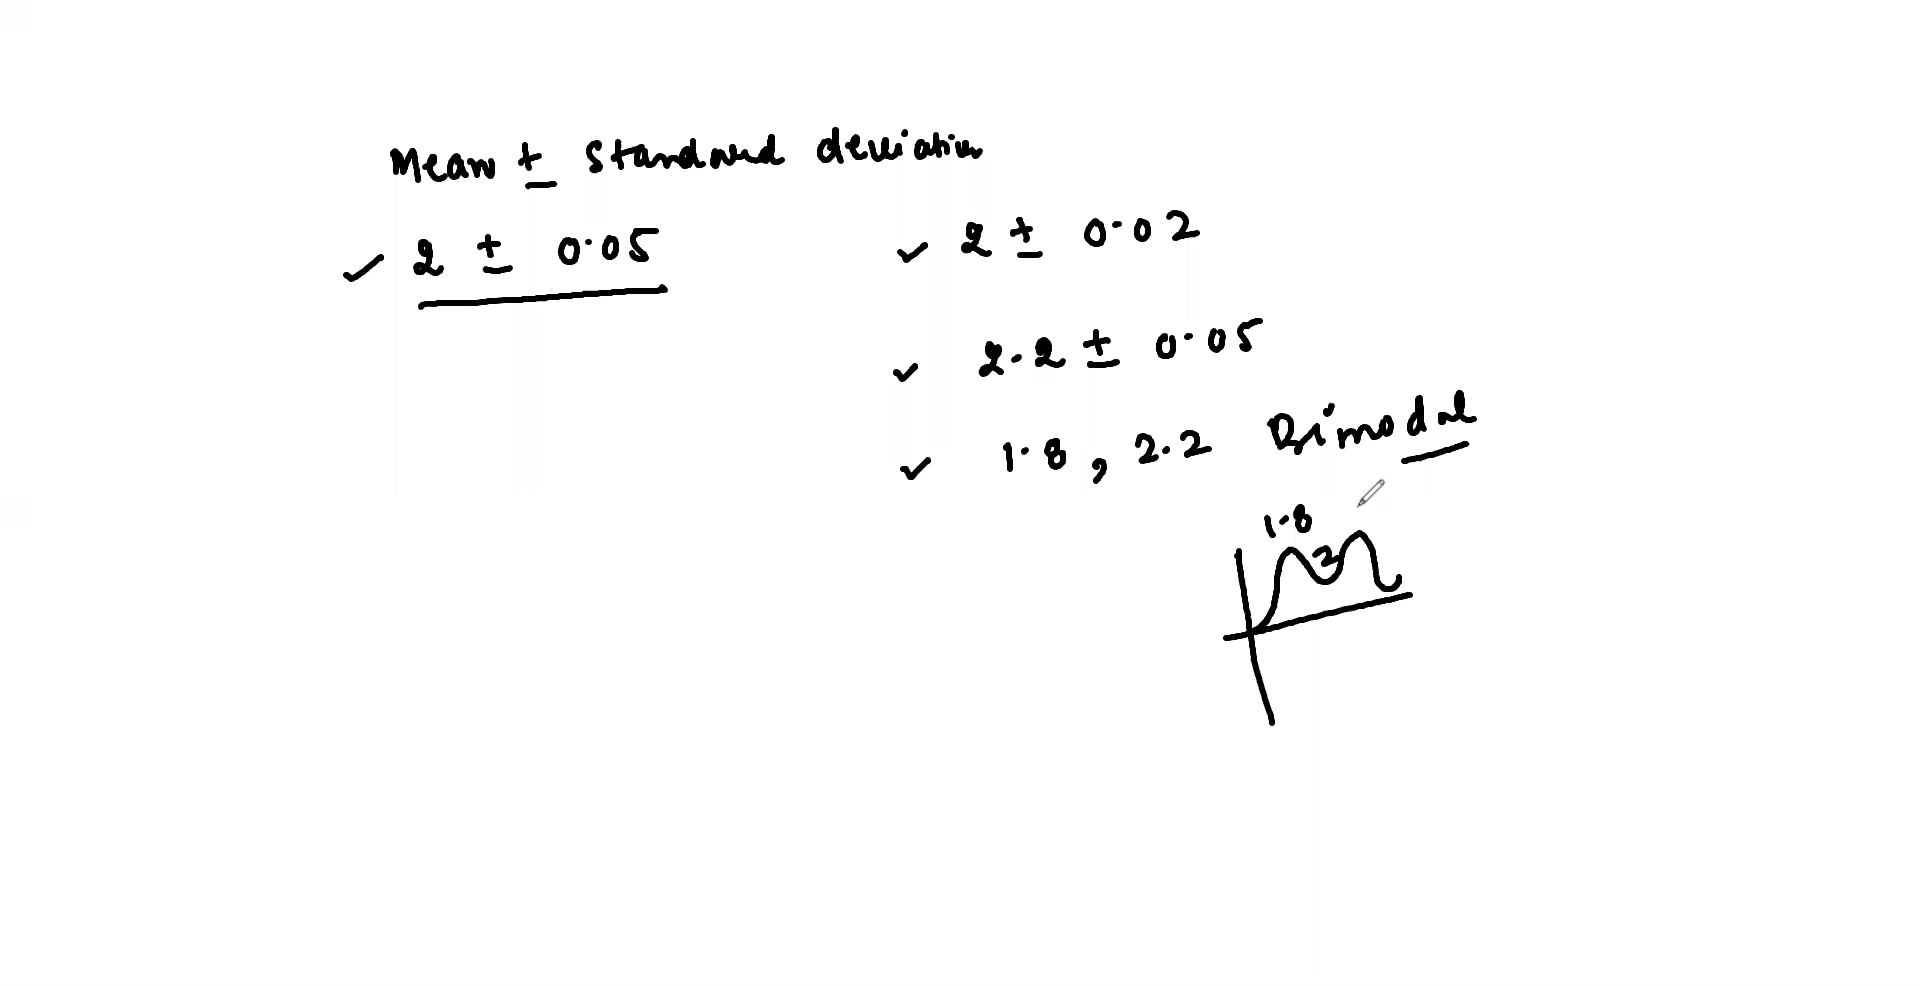 Mean ± standard deviation
✓ 2 ± 0.05
✓ 2 ± 0.02
✓ 2.2 ± 0.05
✓ 1.8 , 2.2 Bimodal
1.8
2